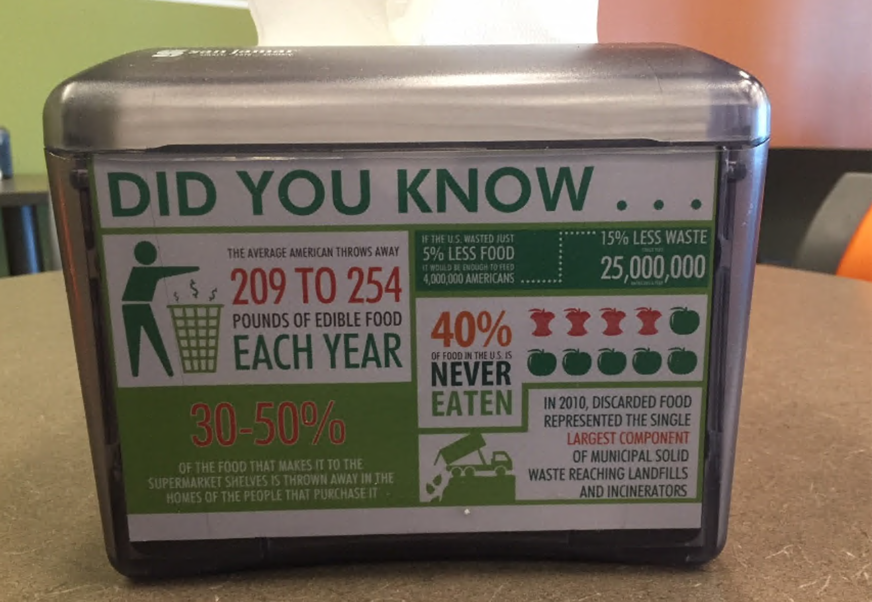 san jamar
DID YOU KNOW . . .
THE AVERAGE AMERICAN THROWS AWAY
209 TO 254
POUNDS OF EDIBLE FOOD
EACH YEAR
IF THE U.S. WASTED JUST
5% LESS FOOD
IT WOULD BE ENOUGH TO FEED
4,000,000 AMERICANS
15% LESS WASTE
25,000,000
40%
OF FOOD IN THE U.S. IS
NEVER
EATEN
30-50%
OF THE FOOD THAT MAKES IT TO THE
SUPERMARKET SHELVES IS THROWN AWAY IN THE
HOMES OF THE PEOPLE THAT PURCHASE IT
IN 2010, DISCARDED FOOD
REPRESENTED THE SINGLE
LARGEST COMPONENT
OF MUNICIPAL SOLID
WASTE REACHING LANDFILLS
AND INCINERATORS